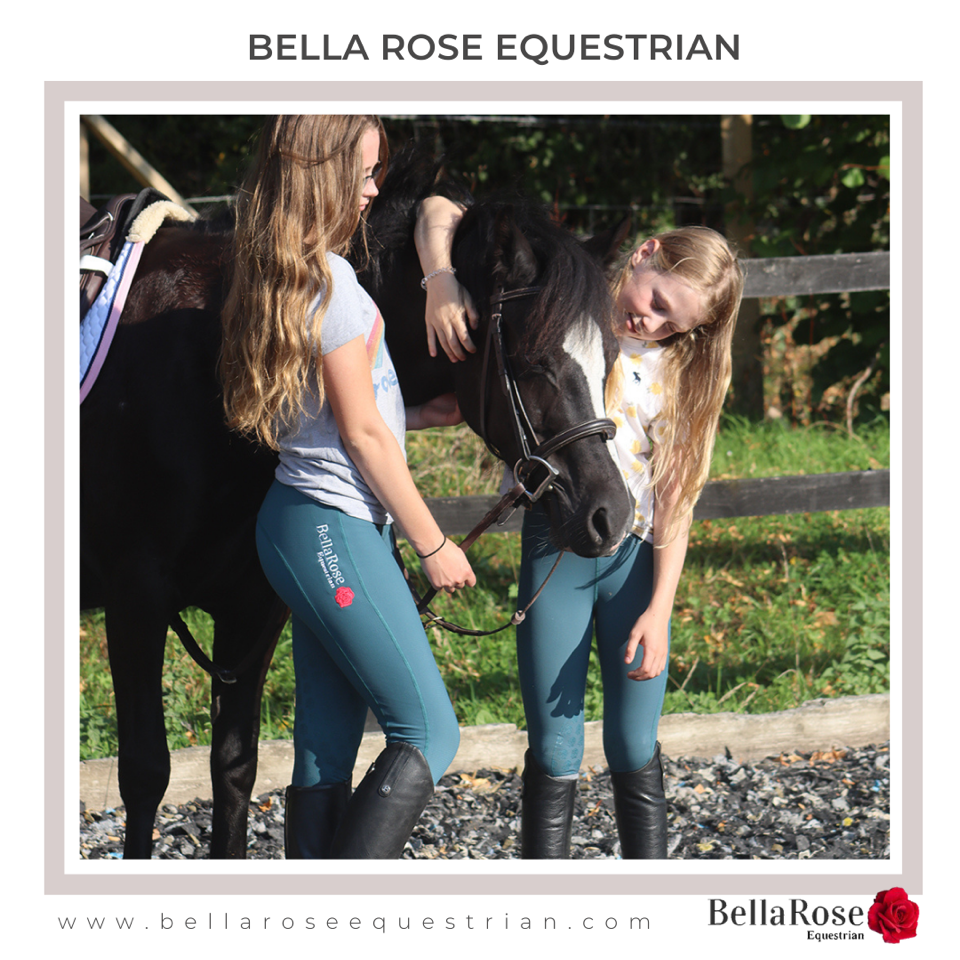 BELLA ROSE EQUESTRIAN
BellaRose
Equestrian
www.bellaroseequestrian.com
BellaRose
Equestrian